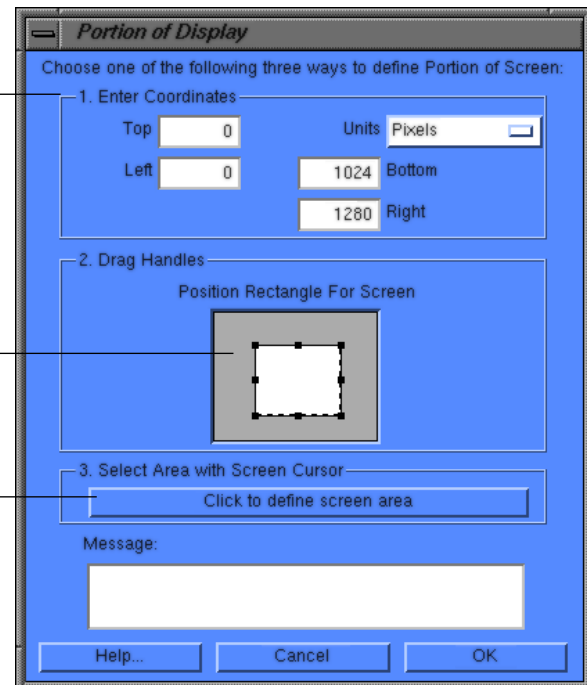 Portion of Display
Choose one of the following three ways to define Portion of Screen:
1. Enter Coordinates
Top 0 Units Pixels
Left 0 1024 Bottom
1280 Right
2. Drag Handles
Position Rectangle For Screen
3. Select Area with Screen Cursor
Click to define screen area
Message:
Help... Cancel OK